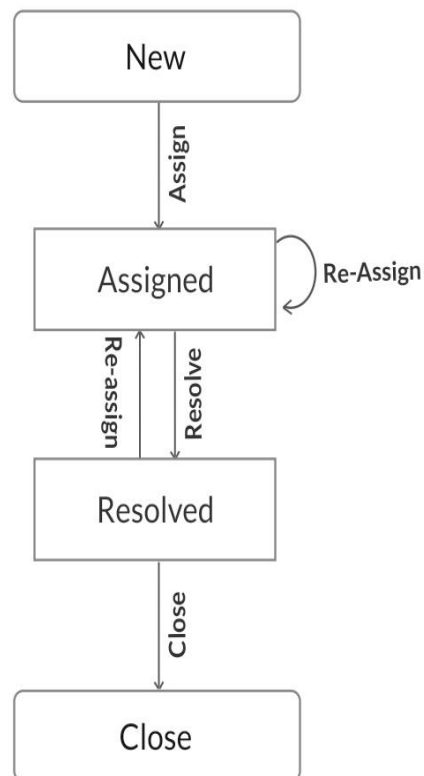 New
Assign
Assigned
Re-Assign
Re-assign
Resolve
Resolved
Close
Close